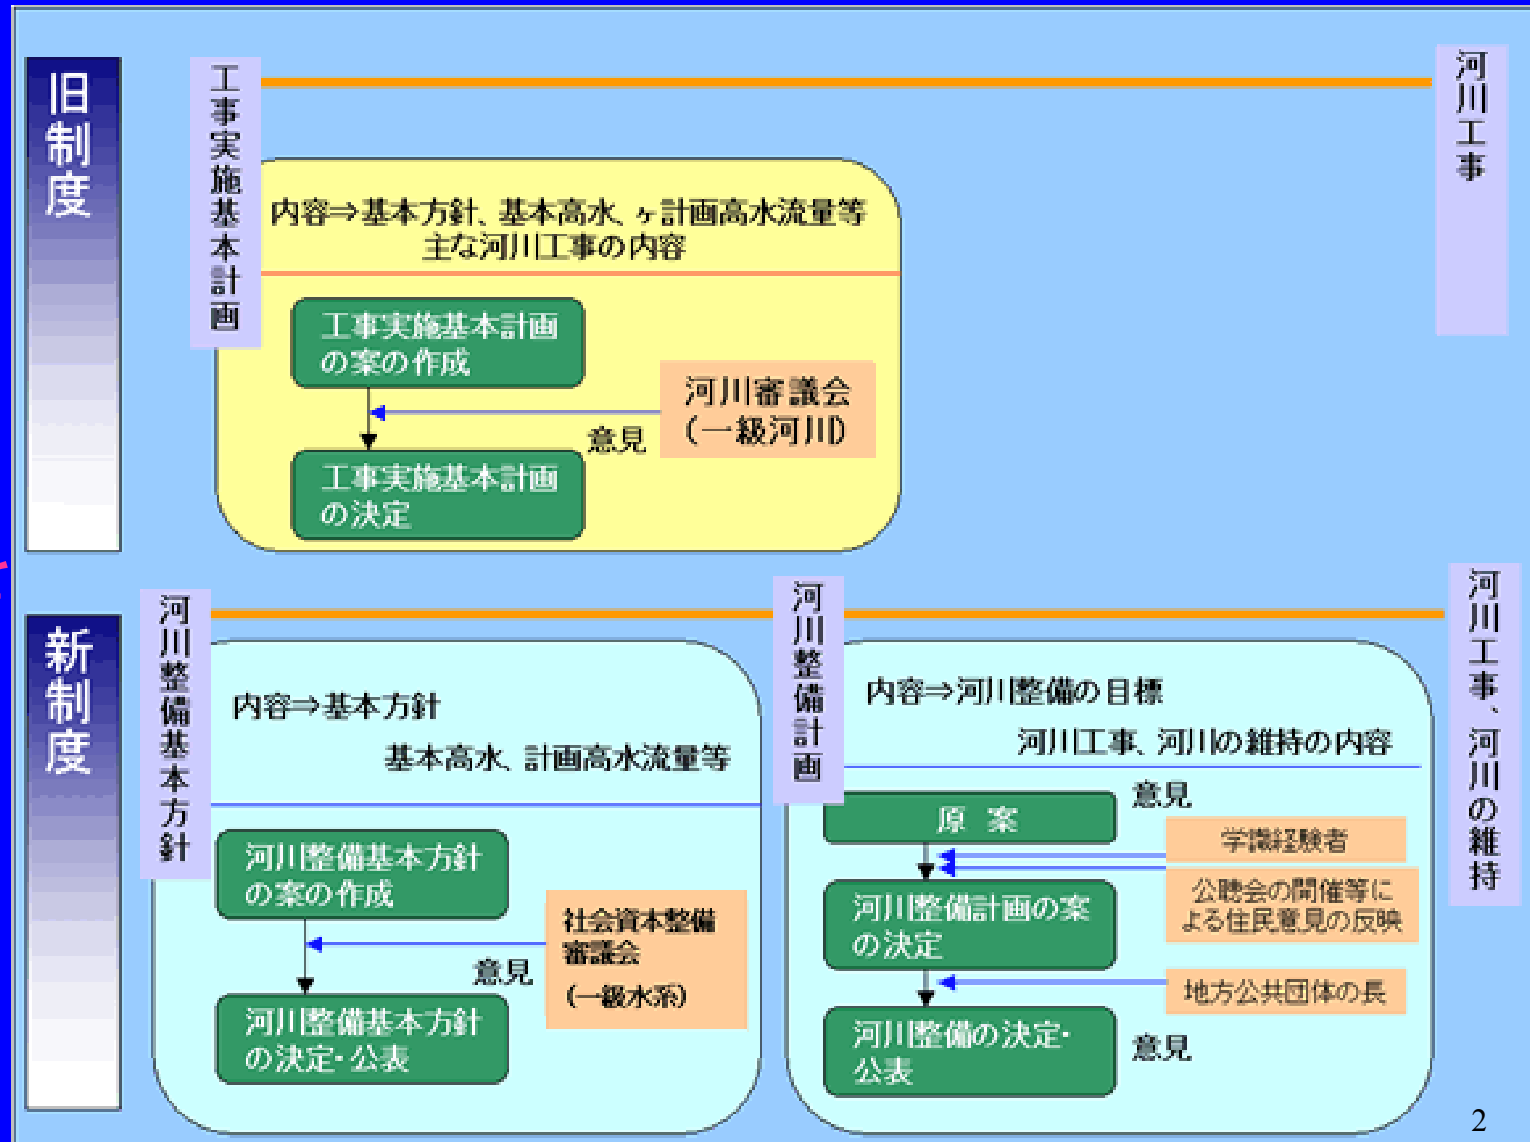 旧制度
工事実施基本計画
河川工事
内容⇒基本方針、基本高水、ヶ計画高水流量等
主な河川工事の内容
工事実施基本計画
の案の作成
河川審議会
(一級河川)
意見
工事実施基本計画
の決定
新制度
河川整備基本方針
内容⇒基本方針
基本高水、計画高水流量等
河川整備基本方針
の案の作成
社会資本整備
審議会
(一級水系)
意見
河川整備基本方針
の決定・公表
河川整備計画
内容⇒河川整備の目標
河川工事、河川の維持の内容
意見
原 案
学識経験者
公聴会の開催等に
よる住民意見の反映
河川整備計画の案
の決定
地方公共団体の長
河川整備の決定・
公表
意見
河川工事、河川の維持
2